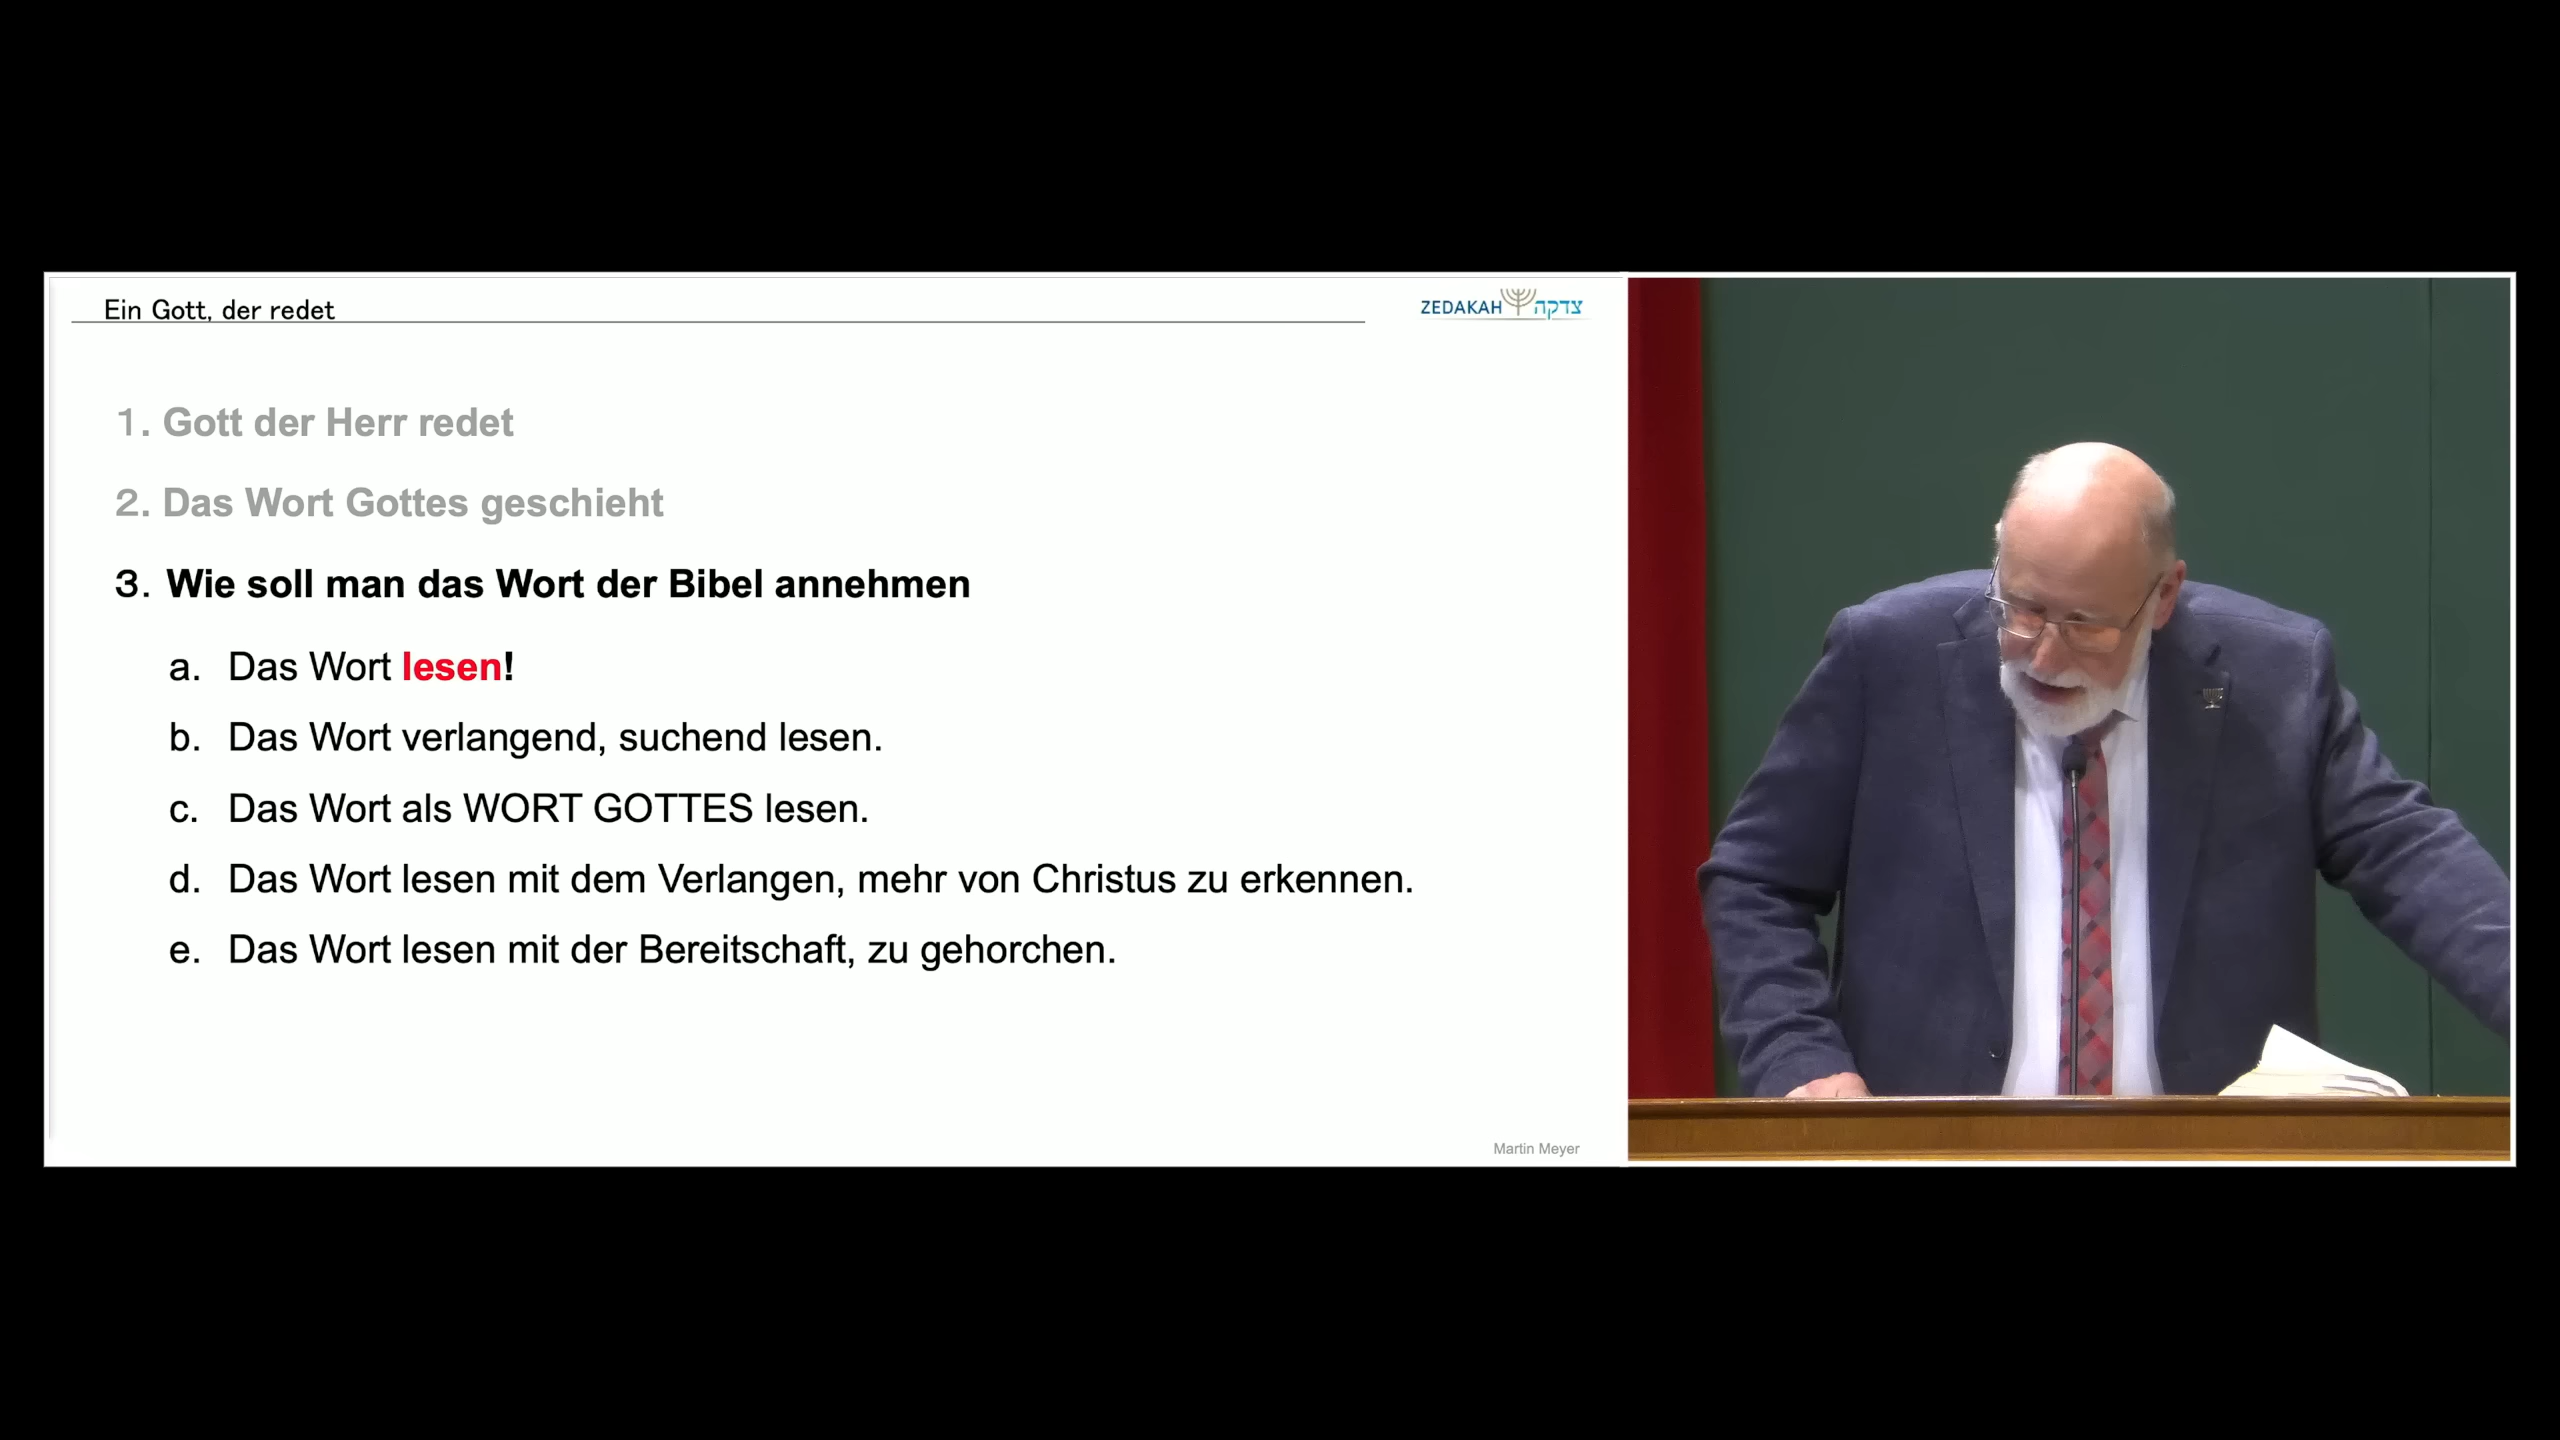 Ein Gott, der redet
ZEDAKAH צדקה
1. Gott der Herr redet
2. Das Wort Gottes geschieht
3. Wie soll man das Wort der Bibel annehmen
a. Das Wort lesen!
b. Das Wort verlangend, suchend lesen.
c. Das Wort als WORT GOTTES lesen.
d. Das Wort lesen mit dem Verlangen, mehr von Christus zu erkennen.
e. Das Wort lesen mit der Bereitschaft, zu gehorchen.
Martin Meyer